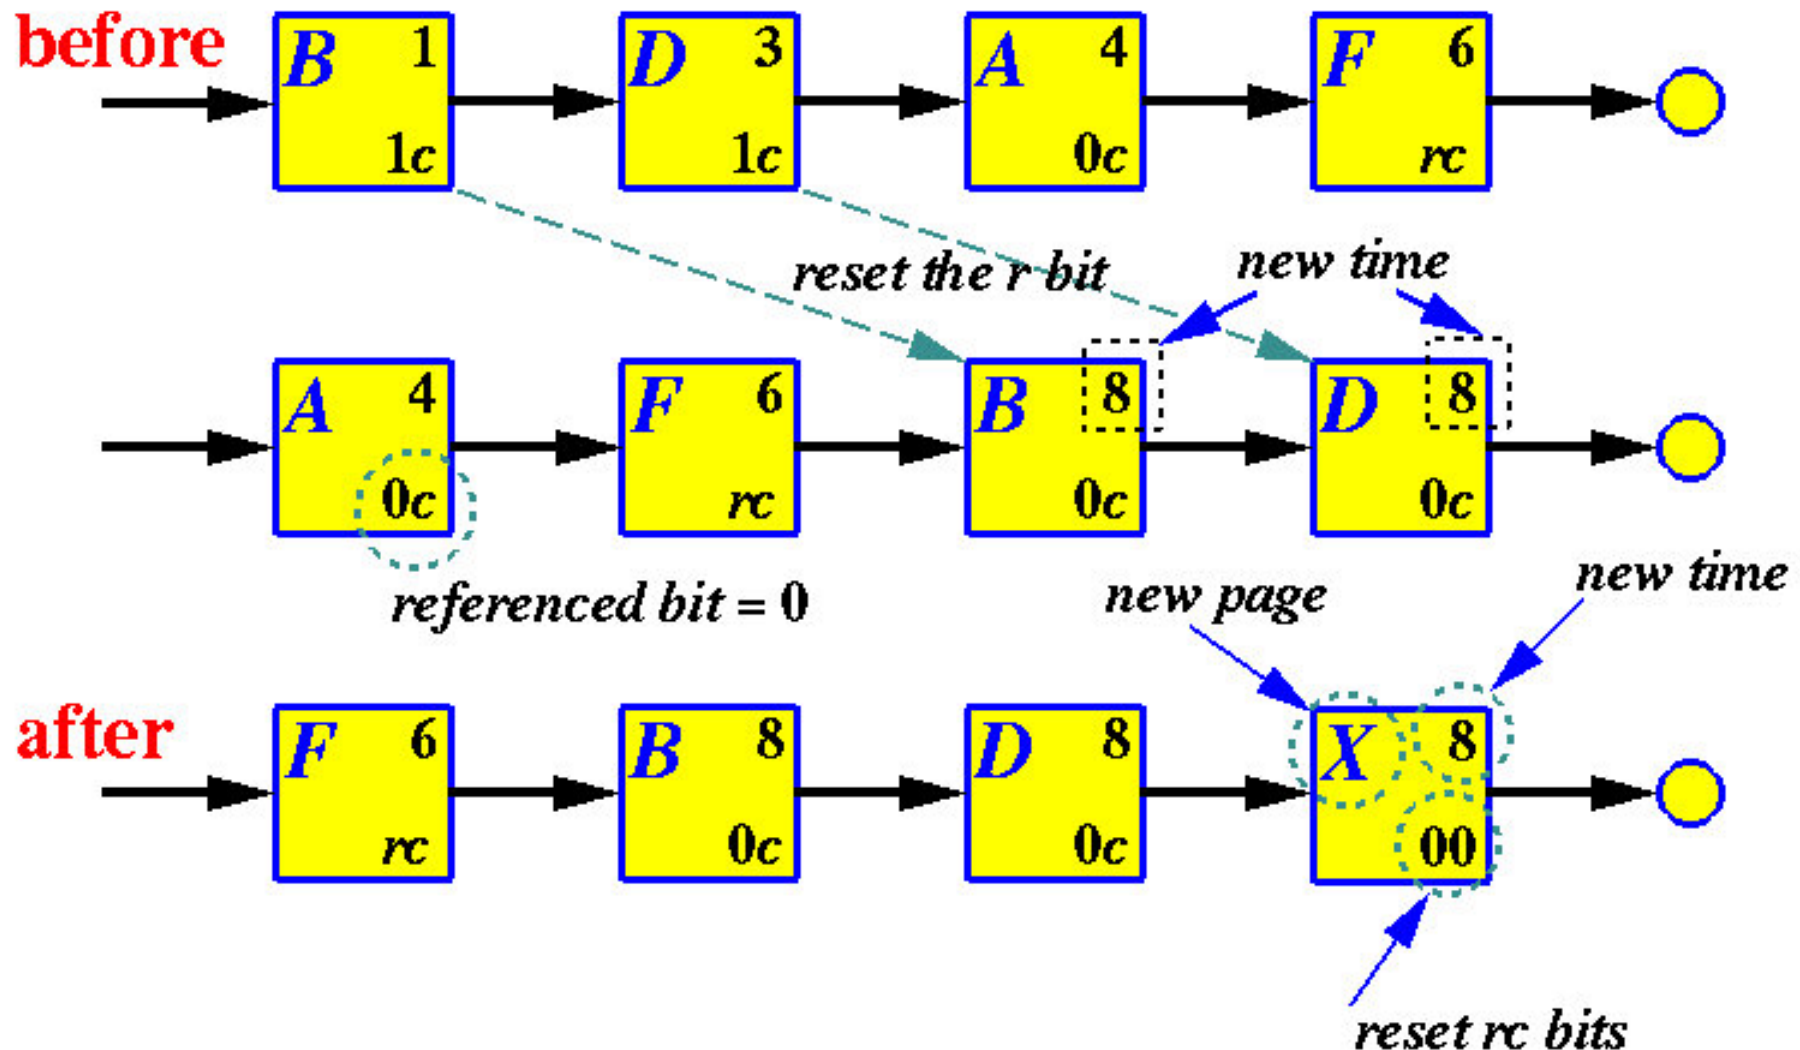 before
B 1 D 3 A 4 F 6
1c 1c 0c rc
reset the r bit new time
A 4 F 6 B 8 D 8
0c rc 0c 0c
referenced bit = 0 new page new time
after
F 6 B 8 D 8 X 8
rc 0c 0c 00
reset rc bits